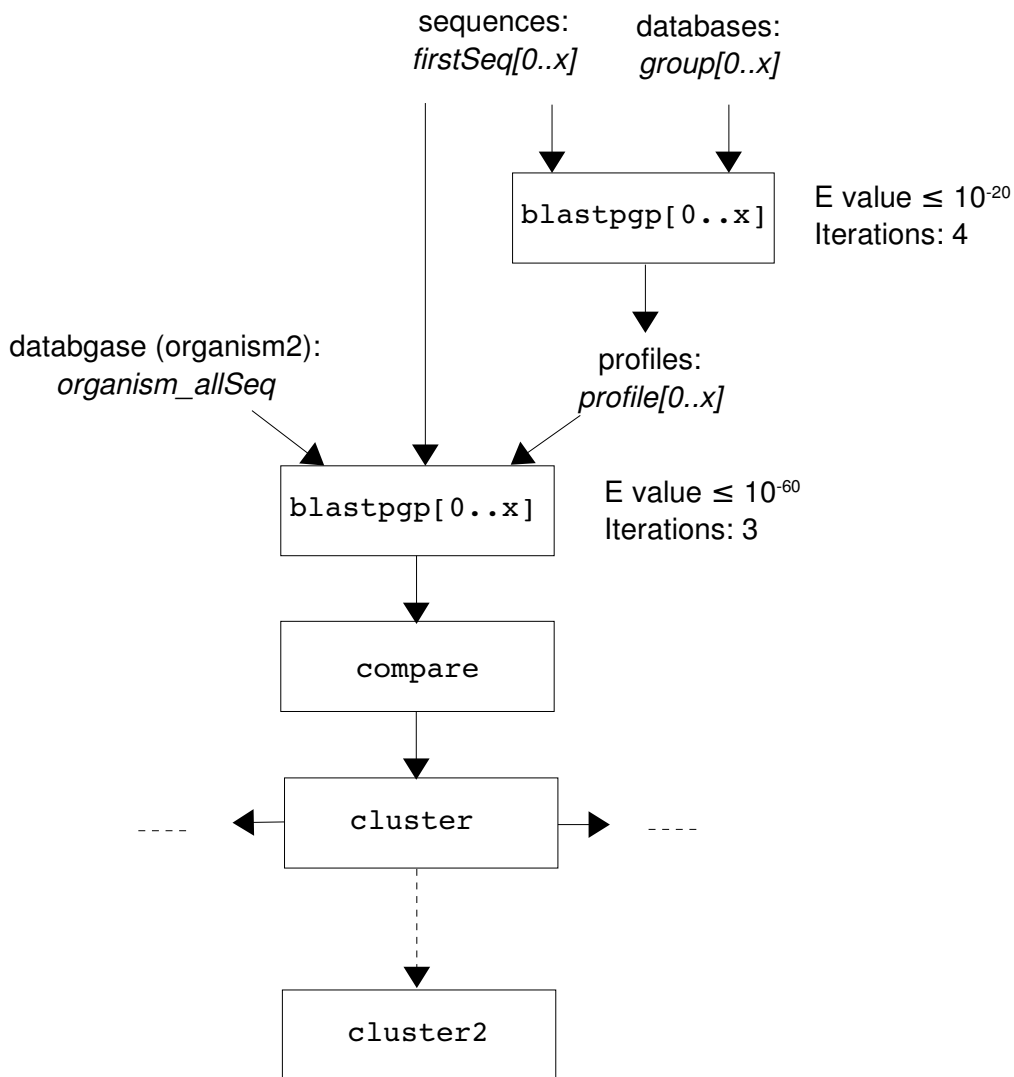 sequences:
firstSeq[0..x]
databases:
group[0..x]
blastpgp[0..x]
E value ≤ 10-20
Iterations: 4
databgase (organism2):
organism_allSeq
profiles:
profile[0..x]
blastpgp[0..x]
E value ≤ 10-60
Iterations: 3
compare
cluster
----
----
cluster2